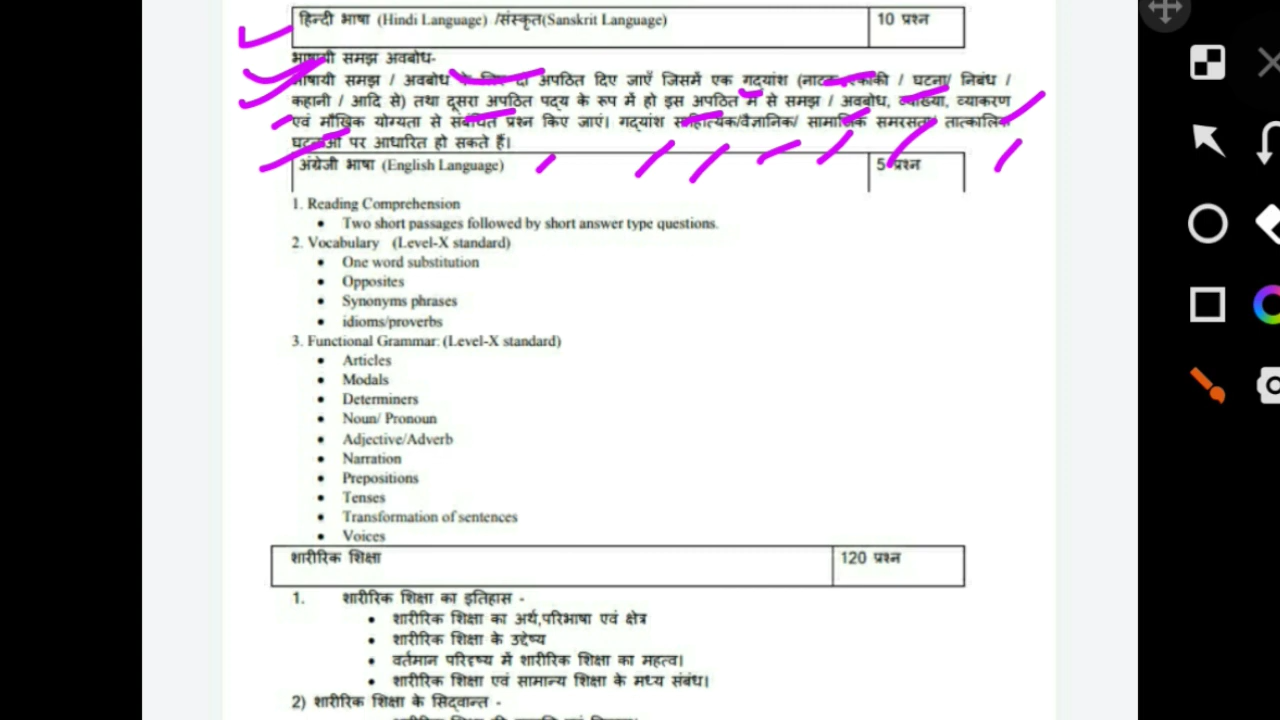 हिन्दी भाषा (Hindi Language) /संस्कृत(Sanskrit Language) 10 प्रश्न
भाषायी समझ अवबोध-
भाषायी समझ / अवबोध के लिए दो अपठित दिए जाएँ जिसमें एक गद्यांश (नाटक/ एकांकी / घटना/ निबंध /
कहानी / आदि से) तथा दूसरा अपठित पद्य के रूप में हो इस अपठित में से समझ / अवबोध, व्याख्या, व्याकरण
एवं मौखिक योग्यता से संबंधित प्रश्न किए जाएं। गद्यांश साहित्यिक/वैज्ञानिक/ सामाजिक समरसता/ तात्कालिक
घटनाओं पर आधारित हो सकते हैं।
अंग्रेजी भाषा (English Language) 5 प्रश्न
1. Reading Comprehension
• Two short passages followed by short answer type questions.
2. Vocabulary (Level-X standard)
• One word substitution
• Opposites
• Synonyms phrases
• idioms/proverbs
3. Functional Grammar: (Level-X standard)
• Articles
• Modals
• Determiners
• Noun/ Pronoun
• Adjective/Adverb
• Narration
• Prepositions
• Tenses
• Transformation of sentences
• Voices
शारीरिक शिक्षा 120 प्रश्न
1. शारीरिक शिक्षा का इतिहास -
• शारीरिक शिक्षा का अर्थ,परिभाषा एवं क्षेत्र
• शारीरिक शिक्षा के उद्देष्य
• वर्तमान परिदृष्य में शारीरिक शिक्षा का महत्व।
• शारीरिक शिक्षा एवं सामान्य शिक्षा के मध्य संबंध।
2) शारीरिक शिक्षा के सिद्वान्त -